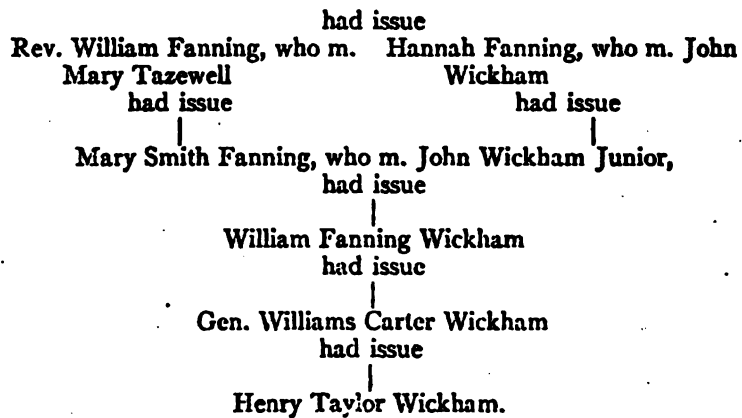 had issue
Rev. William Fanning, who m. Hannah Fanning, who m. John
Mary Tazewell Wickham
had issue had issue
Mary Smith Fanning, who m. John Wickham Junior,
had issue
William Fanning Wickham
had issue
Gen. Williams Carter Wickham
had issue
Henry Taylor Wickham.